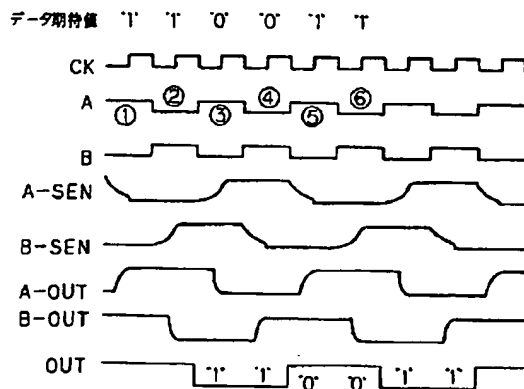 データ期待値 "1" "1" "0" "0" "1" "1"
CK
A
① ② ③ ④ ⑤ ⑥
B
A-SEN
B-SEN
A-OUT
B-OUT
OUT "1" "1" "0" "0" "1" "1"